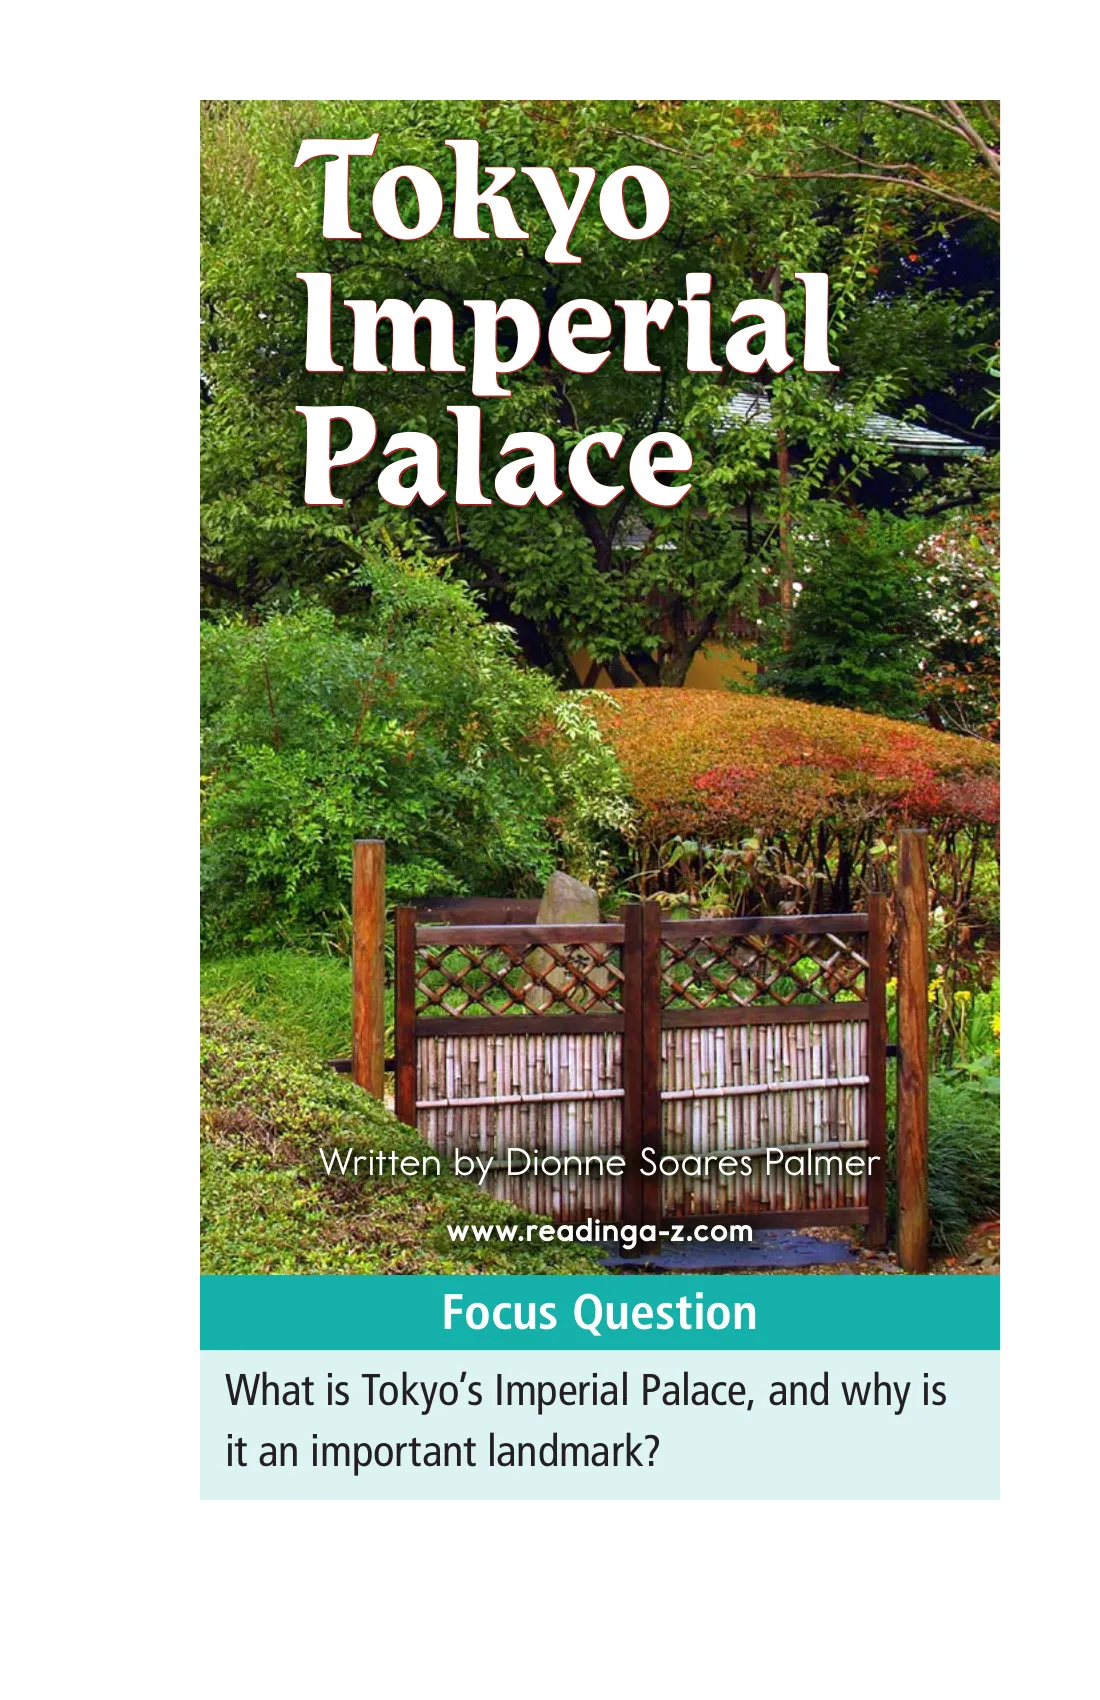 Tokyo
Imperial
Palace
Written by Dionne Soares Palmer
www.readinga-z.com
Focus Question
What is Tokyo’s Imperial Palace, and why is
it an important landmark?